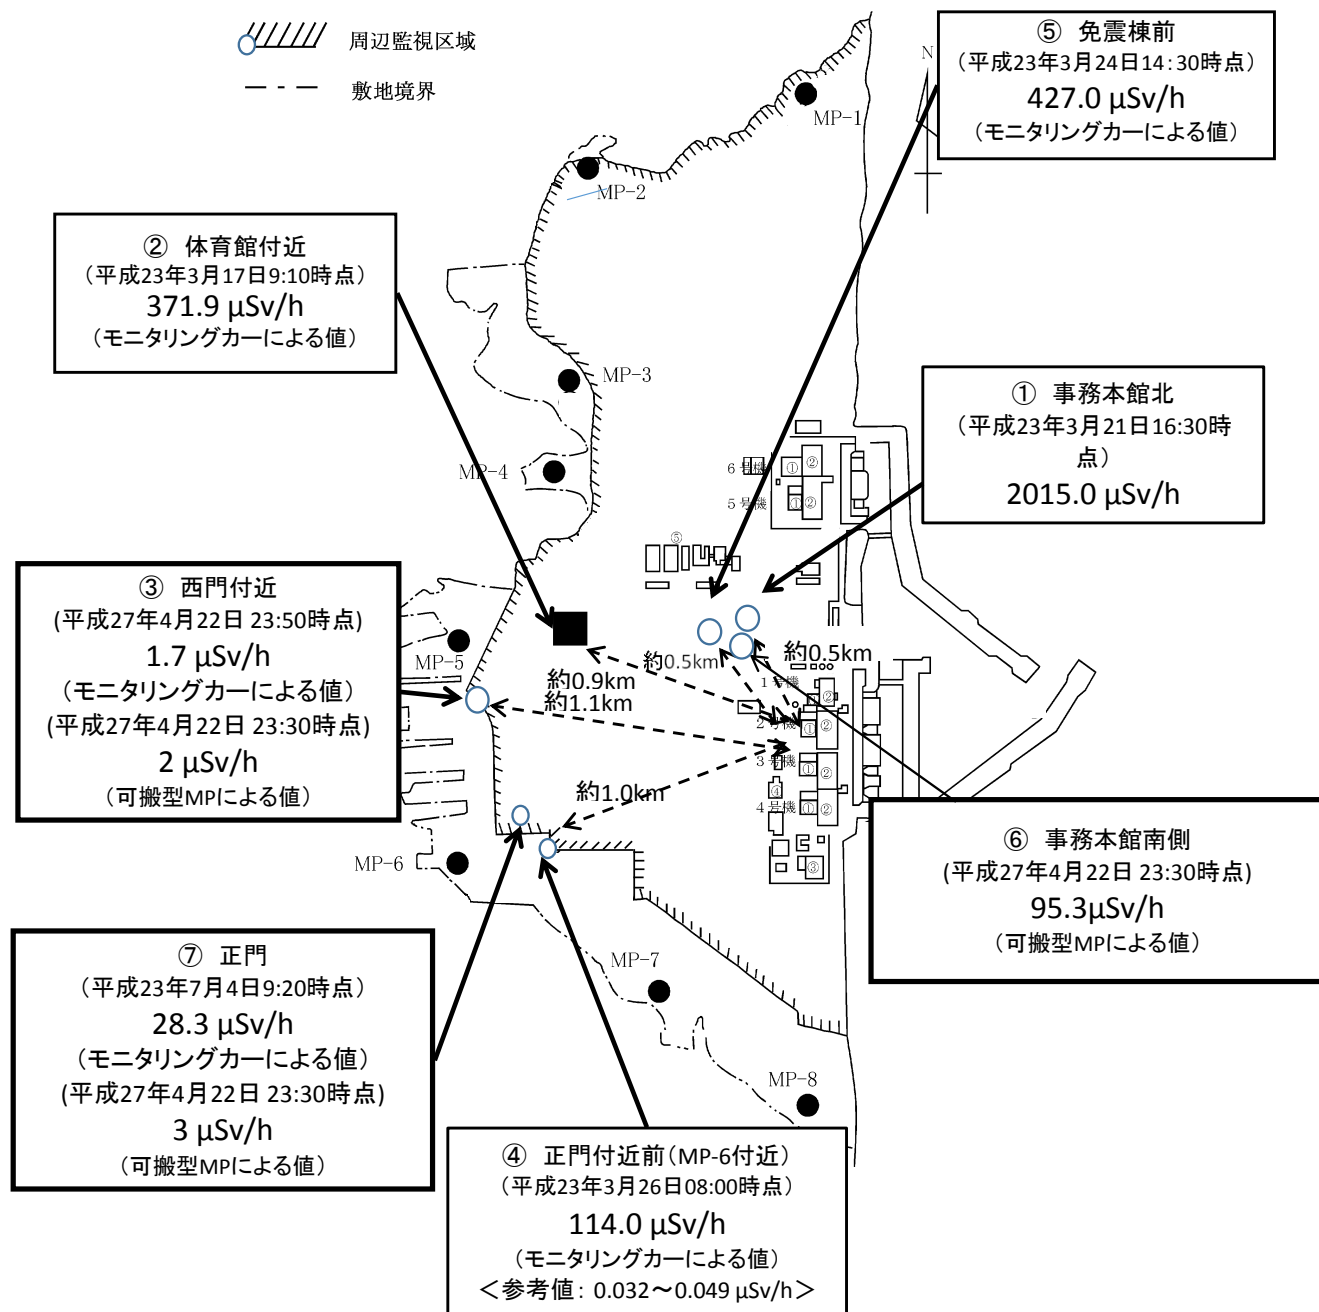 周辺監視区域
敷地境界
⑤ 免震棟前
(平成23年3月24日14:30時点)
427.0 µSv/h
(モニタリングカーによる値)
N
MP-1
MP-2
② 体育館付近
(平成23年3月17日9:10時点)
371.9 µSv/h
(モニタリングカーによる値)
MP-3
① 事務本館北
(平成23年3月21日16:30時
点)
2015.0 µSv/h
MP-4
6号機
①
②
5号機
①
②
⑤
③ 西門付近
(平成27年4月22日 23:50時点)
1.7 µSv/h
(モニタリングカーによる値)
(平成27年4月22日 23:30時点)
2 µSv/h
(可搬型MPによる値)
MP-5
約0.5km
約0.5km
約0.9km
約1.1km
1号機
②
2号機
①
②
3号機
①
②
④
4号機
①
②
③
約1.0km
MP-6
⑥ 事務本館南側
(平成27年4月22日 23:30時点)
95.3µSv/h
(可搬型MPによる値)
⑦ 正門
(平成23年7月4日9:20時点)
28.3 µSv/h
(モニタリングカーによる値)
(平成27年4月22日 23:30時点)
3 µSv/h
(可搬型MPによる値)
MP-7
MP-8
④ 正門付近前(MP-6付近)
(平成23年3月26日08:00時点)
114.0 µSv/h
(モニタリングカーによる値)
<参考値: 0.032~0.049 µSv/h>